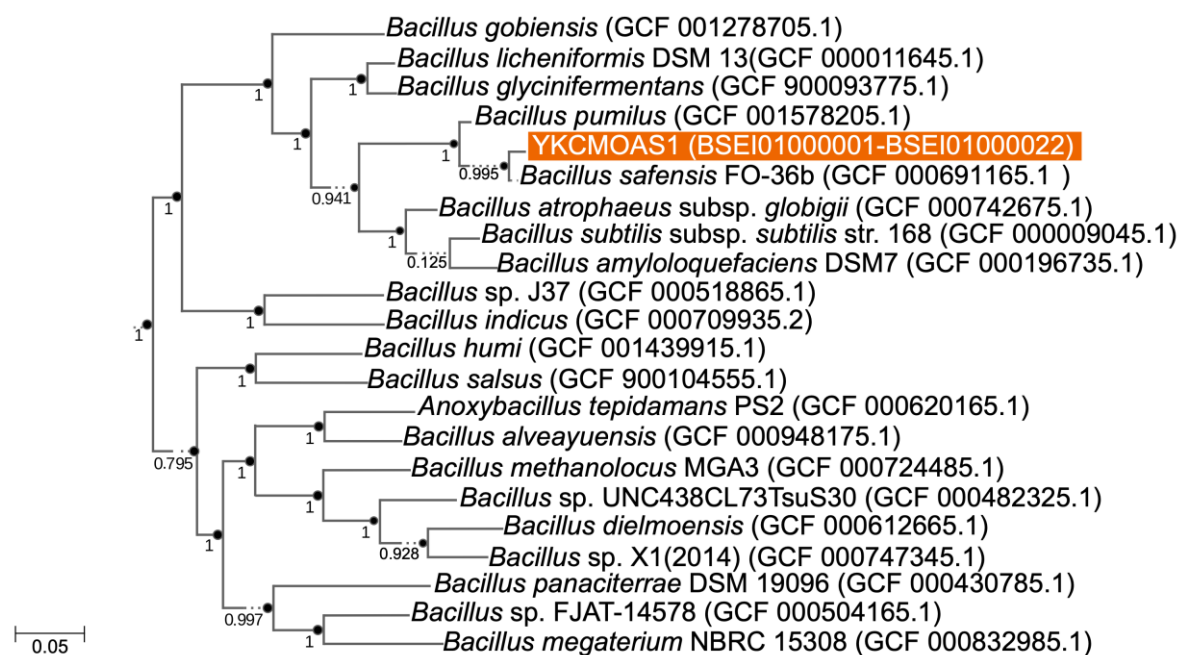 Bacillus gobiensis (GCF 001278705.1)
Bacillus licheniformis DSM 13(GCF 000011645.1)
1
1
Bacillus glycinifermentans (GCF 900093775.1)
Bacillus pumilus (GCF 001578205.1)
1
YKCMOAS1 (BSEI01000001-BSEI01000022)
1
0.995
Bacillus safensis FO-36b (GCF 000691165.1 )
0.941
1
Bacillus atrophaeus subsp. globigii (GCF 000742675.1)
Bacillus subtilis subsp. subtilis str. 168 (GCF 000009045.1)
1
0.125
Bacillus amyloloquefaciens DSM7 (GCF 000196735.1)
Bacillus sp. J37 (GCF 000518865.1)
1
Bacillus indicus (GCF 000709935.2)
1
Bacillus humi (GCF 001439915.1)
1
Bacillus salsus (GCF 900104555.1)
Anoxybacillus tepidamans PS2 (GCF 000620165.1)
1
Bacillus alveayuensis (GCF 000948175.1)
0.795
1
Bacillus methanolocus MGA3 (GCF 000724485.1)
1
Bacillus sp. UNC438CL73TsuS30 (GCF 000482325.1)
1
Bacillus dielmoensis (GCF 000612665.1)
1
0.928
Bacillus sp. X1(2014) (GCF 000747345.1)
Bacillus panaciterrae DSM 19096 (GCF 000430785.1)
0.997
Bacillus sp. FJAT-14578 (GCF 000504165.1)
1
Bacillus megaterium NBRC 15308 (GCF 000832985.1)
0.05